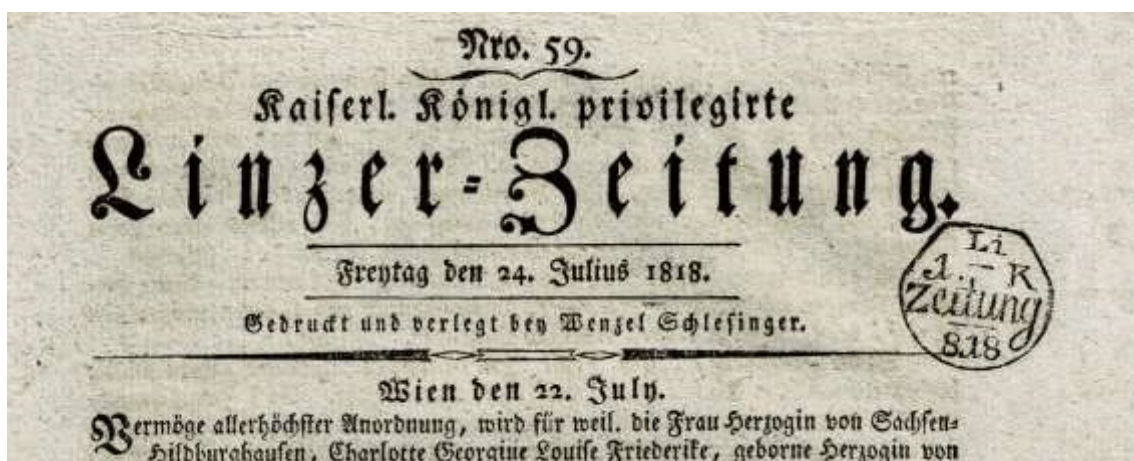 Nro. 59.
Kaiserl. Königl. privilegirte
Linzer-Zeitung.
Freytag den 24. Julius 1818.
Gedruckt und verlegt bey Wenzel Schlesinger.
Li
1. K
Zeitung
818
Wien den 22. July.
Vermöge allerhöchster Anordnung, wird für weil. die Frau Herzogin von Sachsen-
Hildburghausen, Charlotte Georgine Louise Friederike, geborne Herzogin von